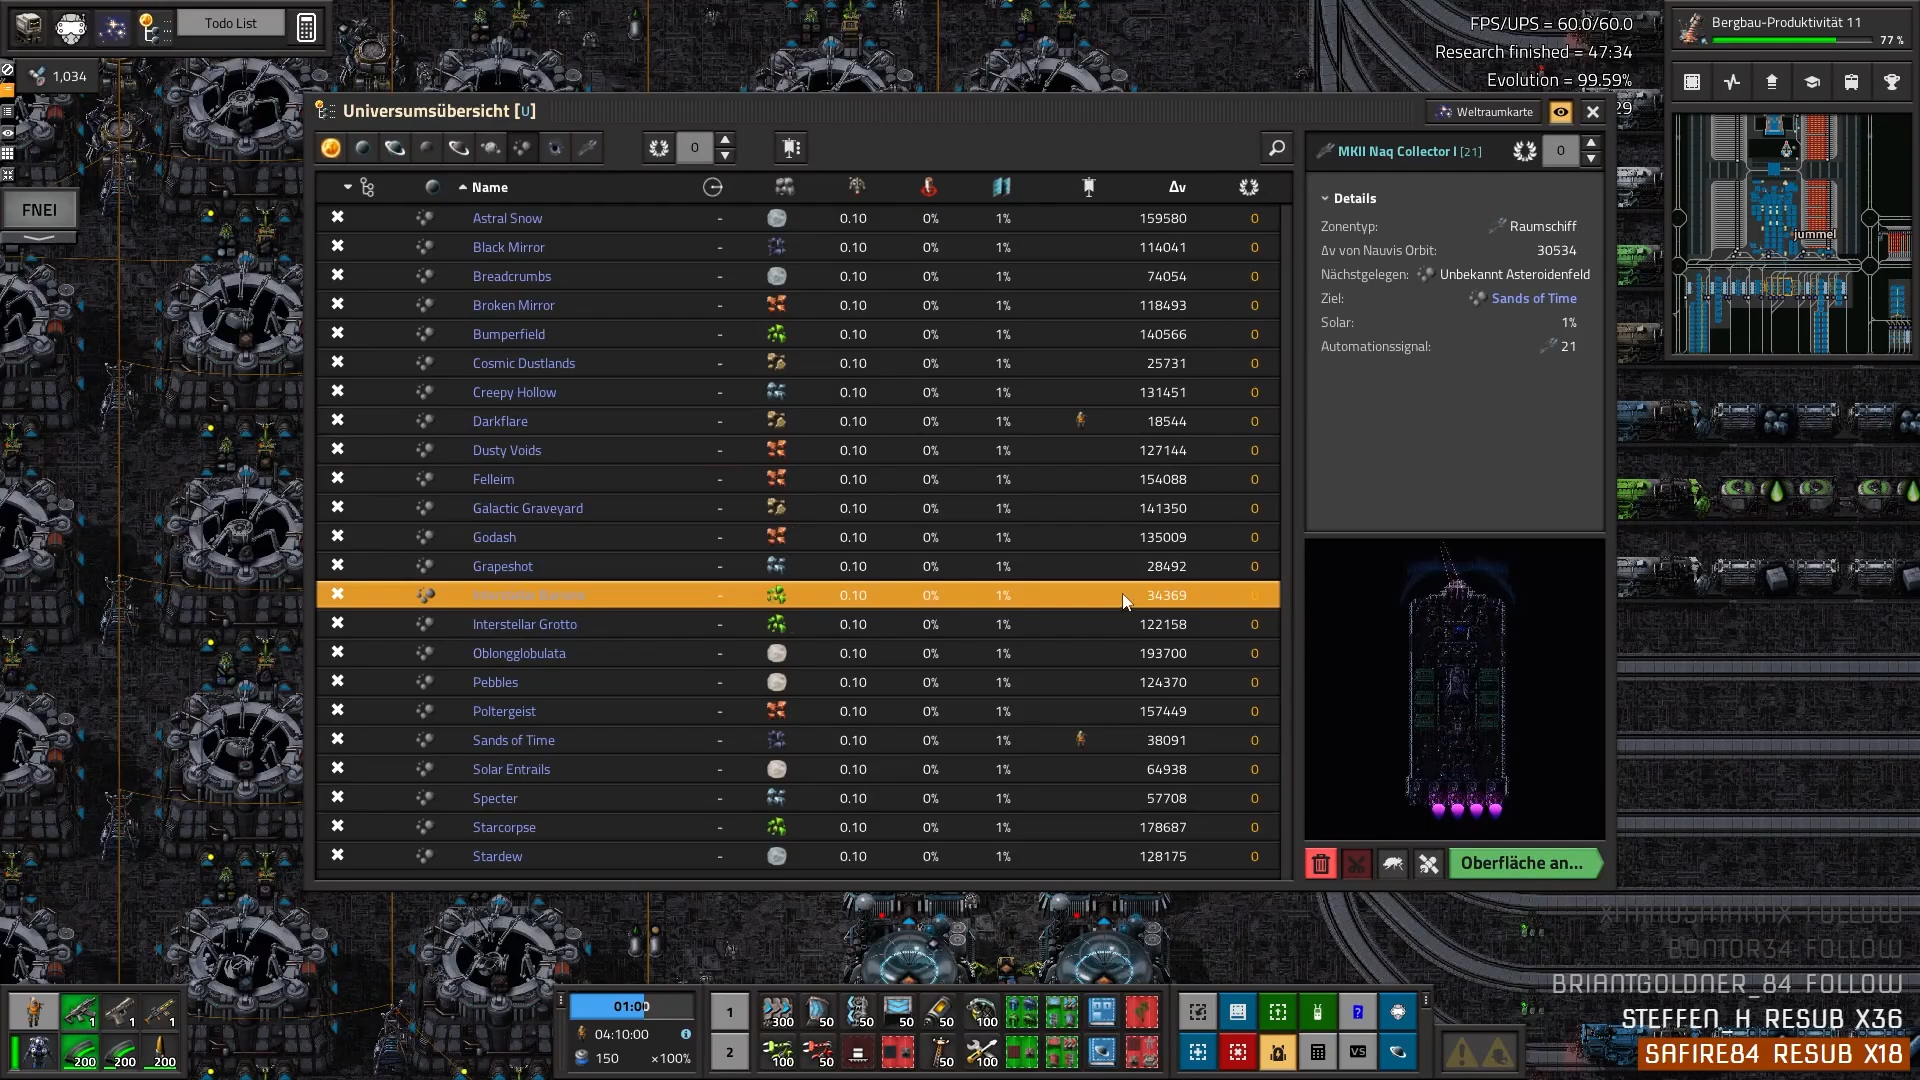 Todo List
1,034
FNEI
FPS/UPS = 60.0/60.0
Research finished = 47:34
Evolution = 99.59%
Bergbau-Produktivität 11
77 %
jummel
Universumsübersicht [U]
Weltraumkarte
0
Name Δv
Astral Snow - 0.10 0% 1% 159580 0
Black Mirror - 0.10 0% 1% 114041 0
Breadcrumbs - 0.10 0% 1% 74054 0
Broken Mirror - 0.10 0% 1% 118493 0
Bumperfield - 0.10 0% 1% 140566 0
Cosmic Dustlands - 0.10 0% 1% 25731 0
Creepy Hollow - 0.10 0% 1% 131451 0
Darkflare - 0.10 0% 1% 18544 0
Dusty Voids - 0.10 0% 1% 127144 0
Felleim - 0.10 0% 1% 154088 0
Galactic Graveyard - 0.10 0% 1% 141350 0
Godash - 0.10 0% 1% 135009 0
Grapeshot - 0.10 0% 1% 28492 0
Interstellar - 0.10 0% 1% 34369 0
Interstellar Grotto - 0.10 0% 1% 122158 0
Oblongglobulata - 0.10 0% 1% 193700 0
Pebbles - 0.10 0% 1% 124370 0
Poltergeist - 0.10 0% 1% 157449 0
Sands of Time - 0.10 0% 1% 38091 0
Solar Entrails - 0.10 0% 1% 64938 0
Specter - 0.10 0% 1% 57708 0
Starcorpse - 0.10 0% 1% 178687 0
Stardew - 0.10 0% 1% 128175 0
MKII Naq Collector I [21] 0
Details
Zonentyp: Raumschiff
Δv von Nauvis Orbit: 30534
Nächstgelegen: Unbekannt Asteroidenfeld
Ziel: Sands of Time
Solar: 1%
Automationssignal: 21
Oberfläche an...
BONTOR34 FOLLOW
BRIANTGOLDNER_84 FOLLOW
STEFFEN_H RESUB X36
SAFIRE84 RESUB X18
1 1 1
200 200 200
01:00
04:10:00
150 ×100%
1 300 50 50 50 50 100
2 100 50 50 100
VS